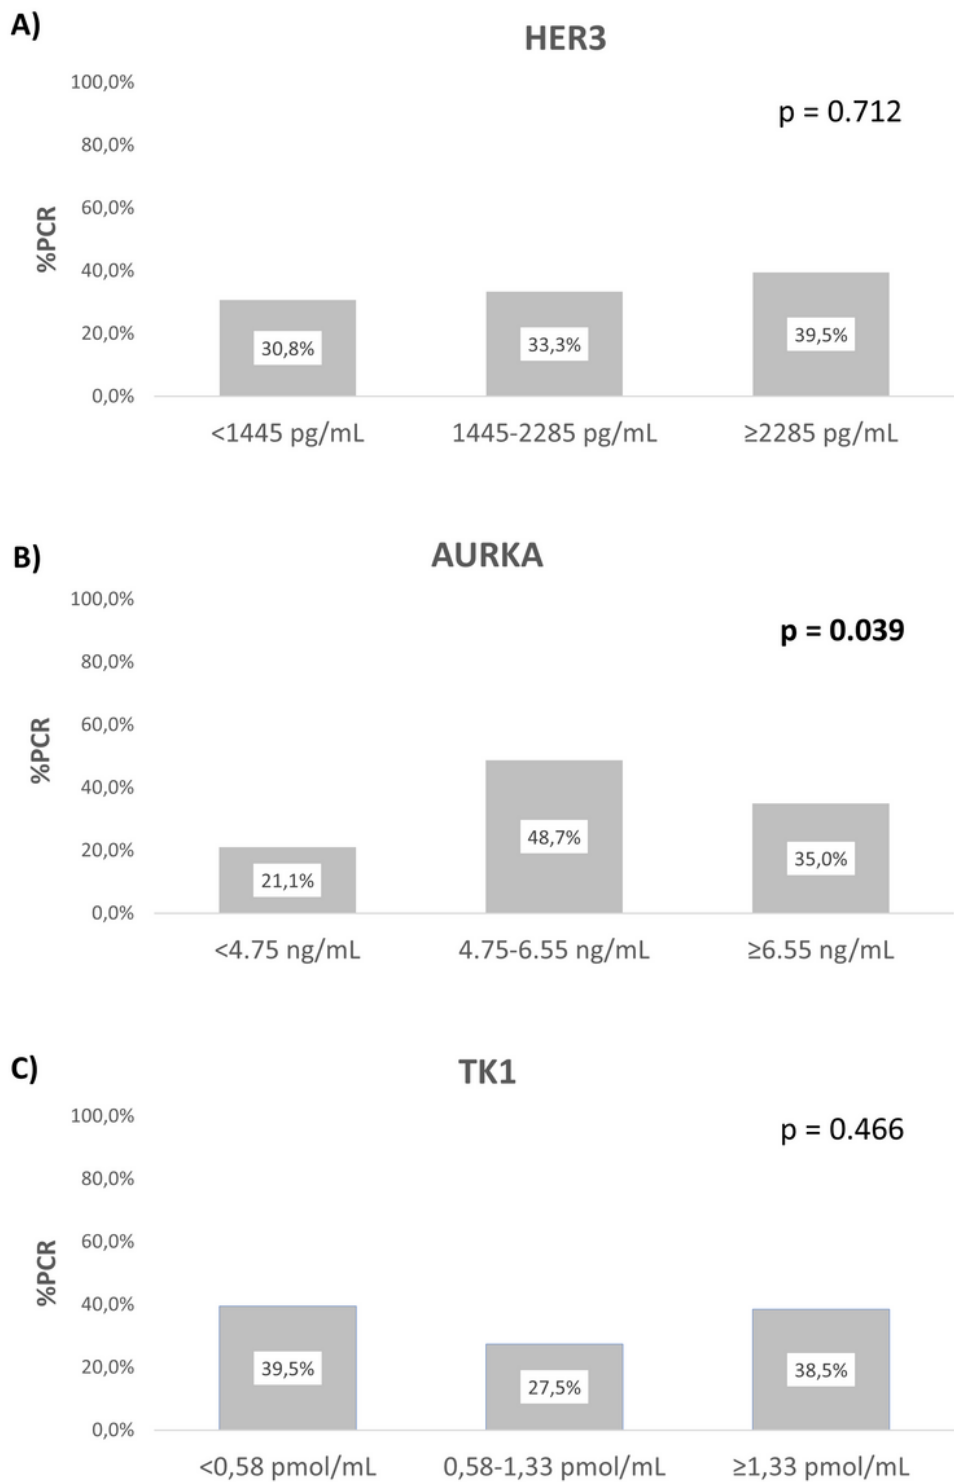 A)
HER3
p = 0.712
100,0%
80,0%
60,0%
40,0%
20,0%
0,0%
%PCR
30,8%
33,3%
39,5%
<1445 pg/mL
1445-2285 pg/mL
≥2285 pg/mL
B)
AURKA
p = 0.039
100,0%
80,0%
60,0%
40,0%
20,0%
0,0%
%PCR
21,1%
48,7%
35,0%
<4.75 ng/mL
4.75-6.55 ng/mL
≥6.55 ng/mL
C)
TK1
p = 0.466
100,0%
80,0%
60,0%
40,0%
20,0%
0,0%
%PCR
39,5%
27,5%
38,5%
<0,58 pmol/mL
0,58-1,33 pmol/mL
≥1,33 pmol/mL